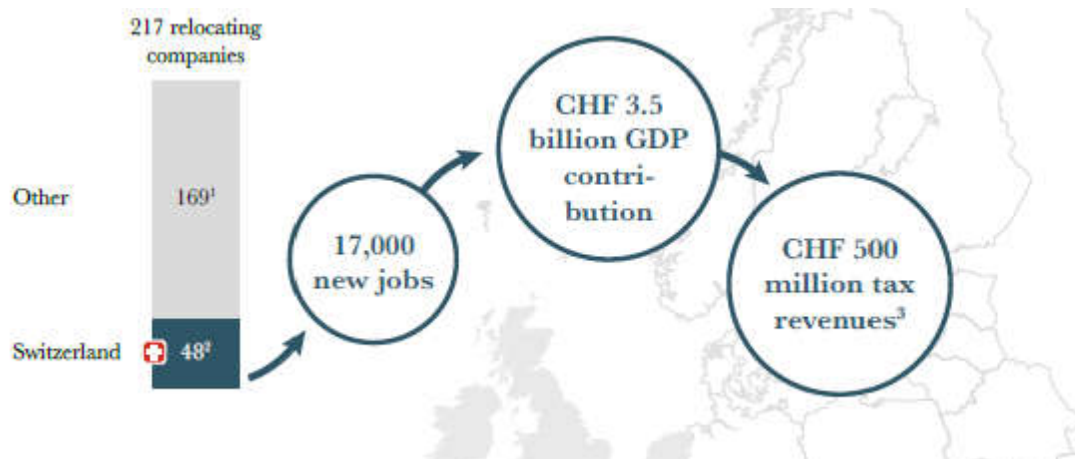 217 relocating
companies
Other
169¹
Switzerland
48²
17,000
new jobs
CHF 3.5
billion GDP
contri-
bution
CHF 500
million tax
revenues³